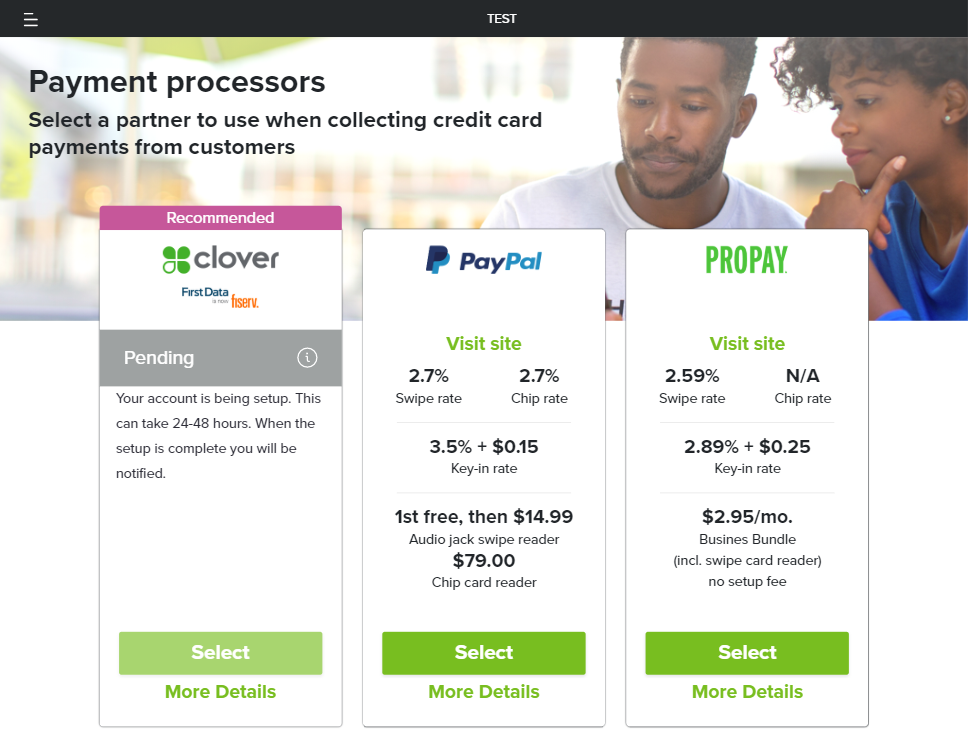 TEST
Payment processors
Select a partner to use when collecting credit card
payments from customers
Recommended
clover
First Data
is now fiserv.
Pending
i
Your account is being setup. This
can take 24-48 hours. When the
setup is complete you will be
notified.
Select
More Details
PayPal
Visit site
2.7% 2.7%
Swipe rate Chip rate
3.5% + $0.15
Key-in rate
1st free, then $14.99
Audio jack swipe reader
$79.00
Chip card reader
Select
More Details
PROPAY.
Visit site
2.59% N/A
Swipe rate Chip rate
2.89% + $0.25
Key-in rate
$2.95/mo.
Busines Bundle
(incl. swipe card reader)
no setup fee
Select
More Details